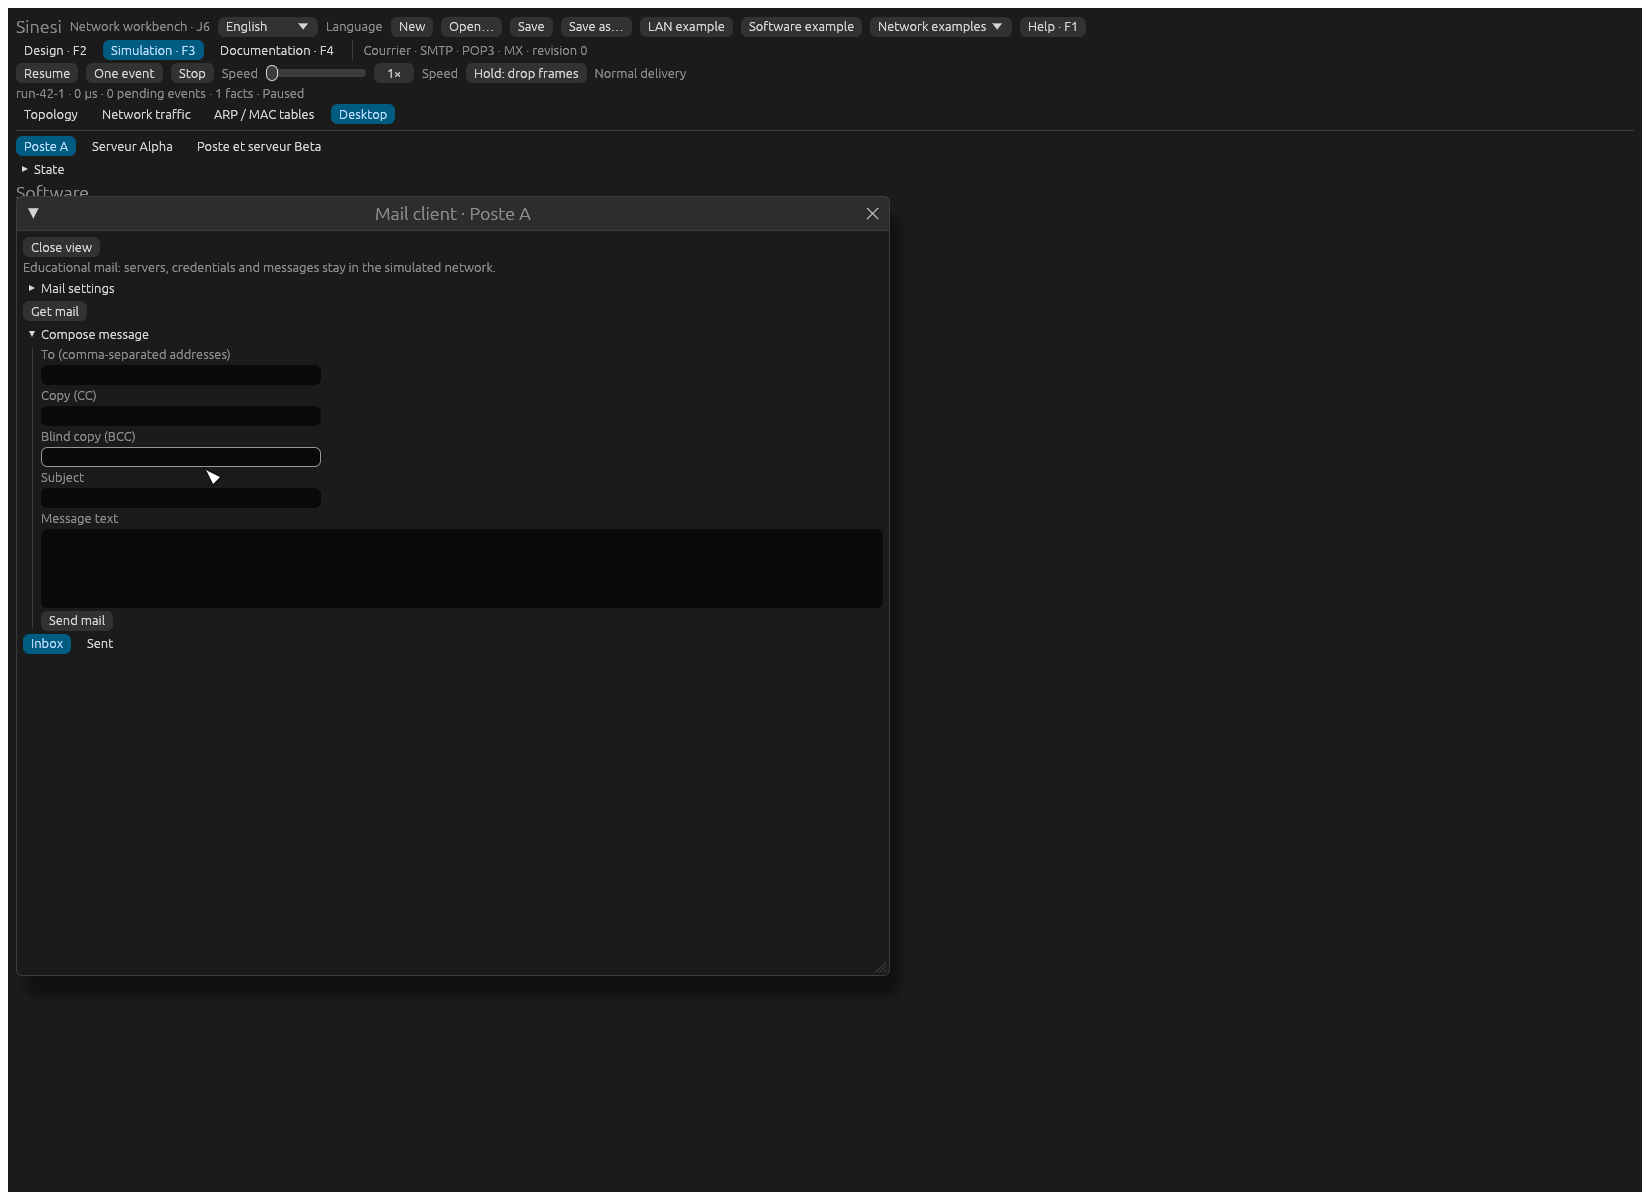 Sinesi Network workbench · J6 English Language New Open… Save Save as… LAN example Software example Network examples Help · F1
Design · F2 Simulation · F3 Documentation · F4 Courrier · SMTP · POP3 · MX · revision 0
Resume One event Stop Speed 1× Speed Hold: drop frames Normal delivery
run-42-1 · 0 µs · 0 pending events · 1 facts · Paused
Topology Network traffic ARP / MAC tables Desktop
Poste A Serveur Alpha Poste et serveur Beta
State
Software
Mail client · Poste A
Close view
Educational mail: servers, credentials and messages stay in the simulated network.
Mail settings
Get mail
Compose message
To (comma-separated addresses)
Copy (CC)
Blind copy (BCC)
Subject
Message text
Send mail
Inbox Sent